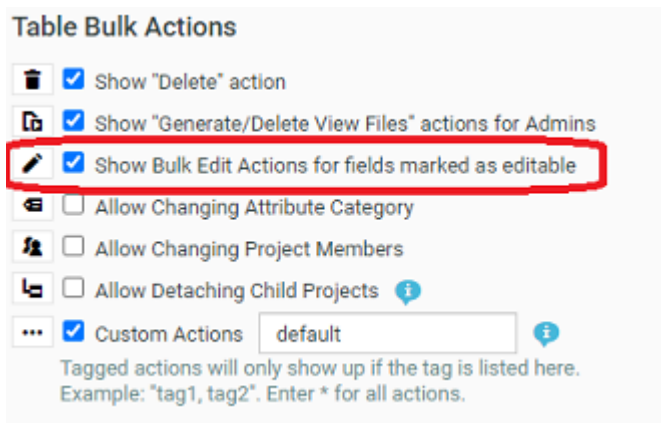 Table Bulk Actions
Show "Delete" action
Show "Generate/Delete View Files" actions for Admins
Show Bulk Edit Actions for fields marked as editable
Allow Changing Attribute Category
Allow Changing Project Members
Allow Detaching Child Projects
Custom Actions default
Tagged actions will only show up if the tag is listed here.
Example: "tag1, tag2". Enter * for all actions.